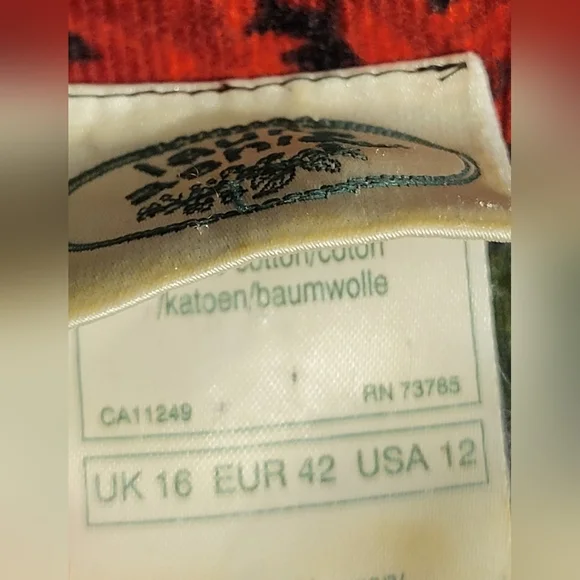 cotton/coton
/katoen/baumwolle
CA11249
RN 73785
UK 16 EUR 42 USA 12